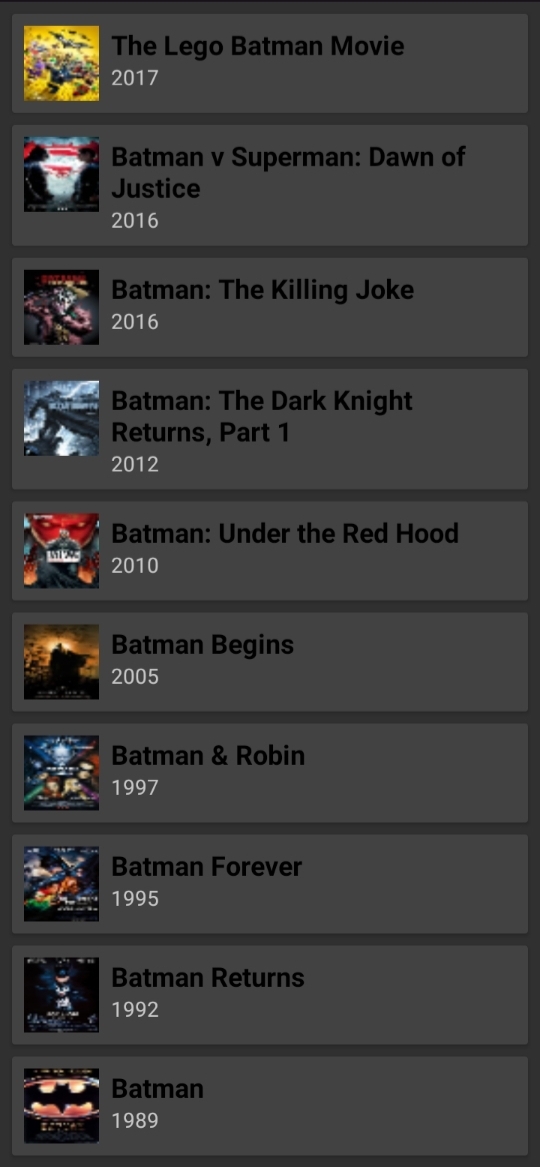 The Lego Batman Movie
2017
Batman v Superman: Dawn of
Justice
2016
Batman: The Killing Joke
2016
Batman: The Dark Knight
Returns, Part 1
2012
Batman: Under the Red Hood
2010
Batman Begins
2005
Batman & Robin
1997
Batman Forever
1995
Batman Returns
1992
Batman
1989